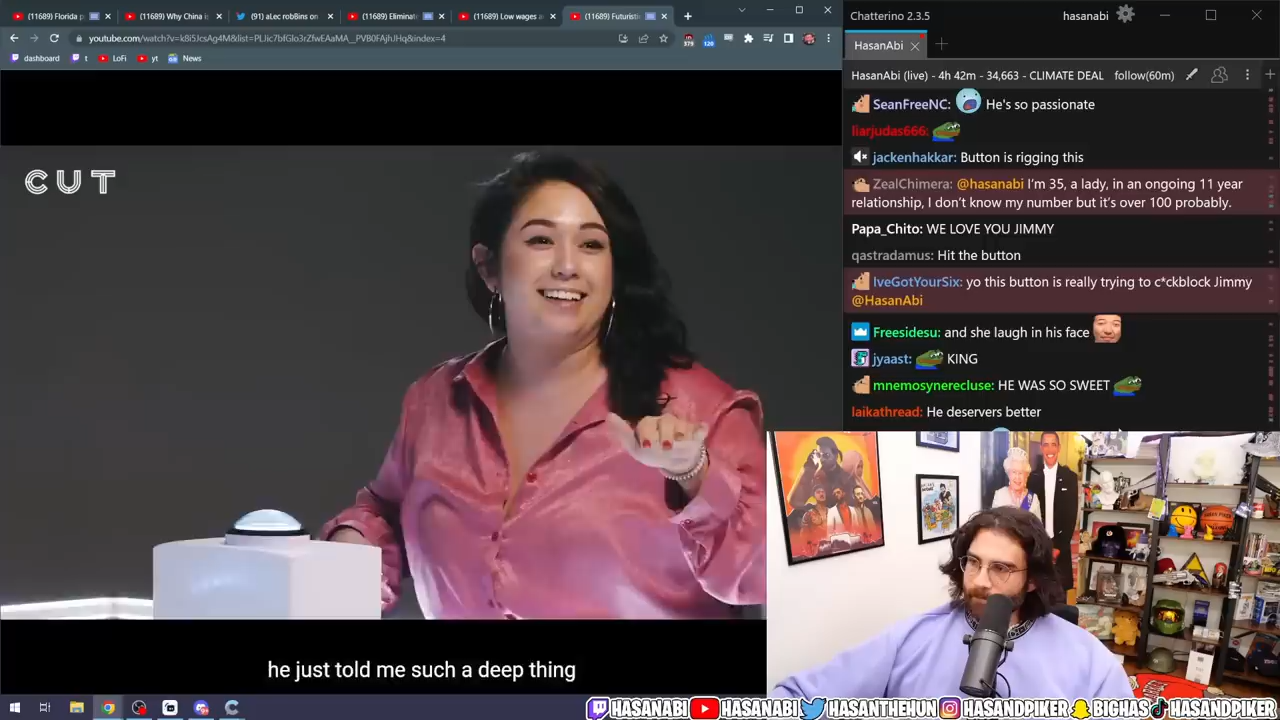 (11689) Florida p
(11689) Why China is
(91) aLec robBins on
(11689) Eliminat
(11689) Low wages a
(11689) Futuristic
youtube.com/watch?v=k8i5JcsAg4M&list=PLJic7bfGlo3rZfwEAaMA__PVB0FAjhJHq&index=4
379
120
dashboard
t
LoFi
yt
News
CUT
he just told me such a deep thing
Chatterino 2.3.5
hasanabi
HasanAbi
HasanAbi (live) - 4h 42m - 34,663 - CLIMATE DEAL
follow(60m)
SeanFreeNC: He's so passionate
liarjudas666:
jackenhakkar: Button is rigging this
ZealChimera: @hasanabi I'm 35, a lady, in an ongoing 11 year
relationship, I don't know my number but it's over 100 probably.
Papa_Chito: WE LOVE YOU JIMMY
qastradamus: Hit the button
IveGotYourSix: yo this button is really trying to c*ckblock Jimmy
@HasanAbi
Freesidesu: and she laugh in his face
jyaast: KING
mnemosynerecluse: HE WAS SO SWEET
laikathread: He deservers better
HASANABI HASANABI HASANTHEHUN HASANDPIKER BIGHAS HASANDPIKER